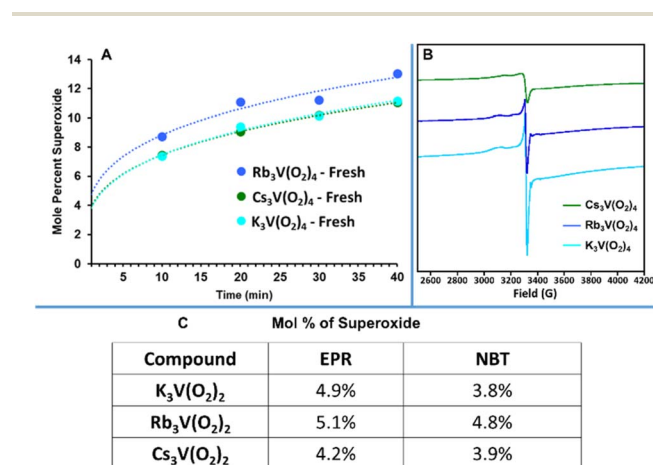 A
14
12
10
8
6
4
2
0
Mole Percent Superoxide
Rb₃V(O₂)₄ - Fresh
Cs₃V(O₂)₄ - Fresh
K₃V(O₂)₄ - Fresh
5 10 15 20 25 30 35 40
Time (min)
B
Cs₃V(O₂)₄
Rb₃V(O₂)₄
K₃V(O₂)₄
2600 2800 3000 3200 3400 3600 3800 4000 4200
Field (G)
C Mol % of Superoxide
Compound EPR NBT
K₃V(O₂)₂ 4.9% 3.8%
Rb₃V(O₂)₂ 5.1% 4.8%
Cs₃V(O₂)₂ 4.2% 3.9%